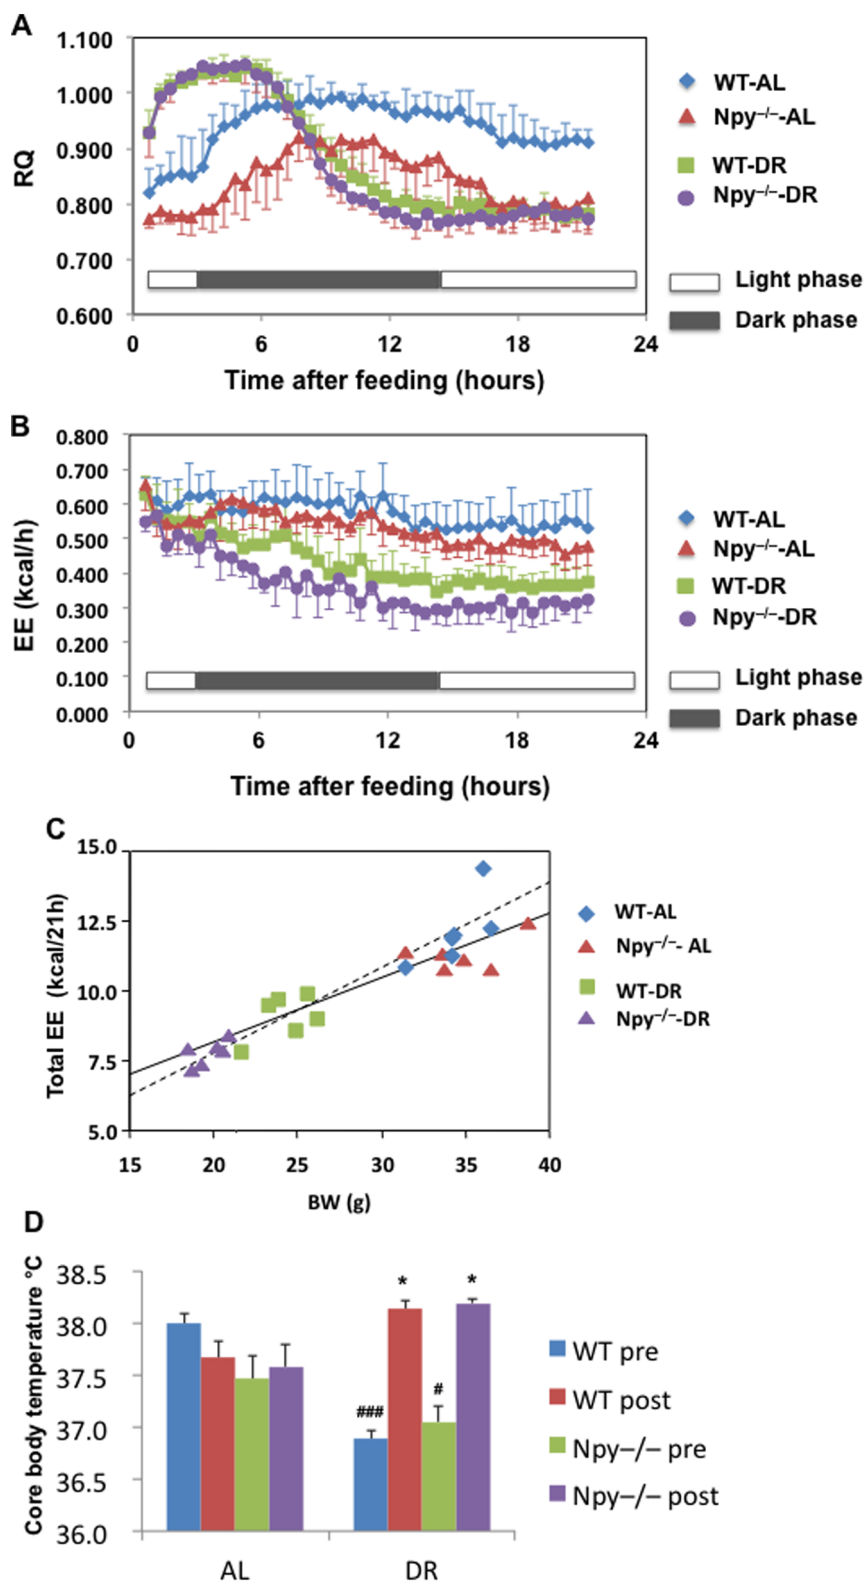 A
1.100
1.000
0.900
0.800
0.700
0.600
RQ
0
6
12
18
24
Time after feeding (hours)
WT-AL
Npy–/–-AL
WT-DR
Npy–/–-DR
Light phase
Dark phase
B
0.800
0.700
0.600
0.500
0.400
0.300
0.200
0.100
0.000
EE (kcal/h)
0
6
12
18
24
Time after feeding (hours)
WT-AL
Npy–/–-AL
WT-DR
Npy–/–-DR
Light phase
Dark phase
C
15.0
12.5
10.0
7.5
5.0
Total EE (kcal/21h)
15
20
25
30
35
40
BW (g)
WT-AL
Npy–/–- AL
WT-DR
Npy–/–-DR
D
38.5
38.0
37.5
37.0
36.5
36.0
Core body temperature °C
###
*
#
*
AL
DR
WT pre
WT post
Npy–/– pre
Npy–/– post